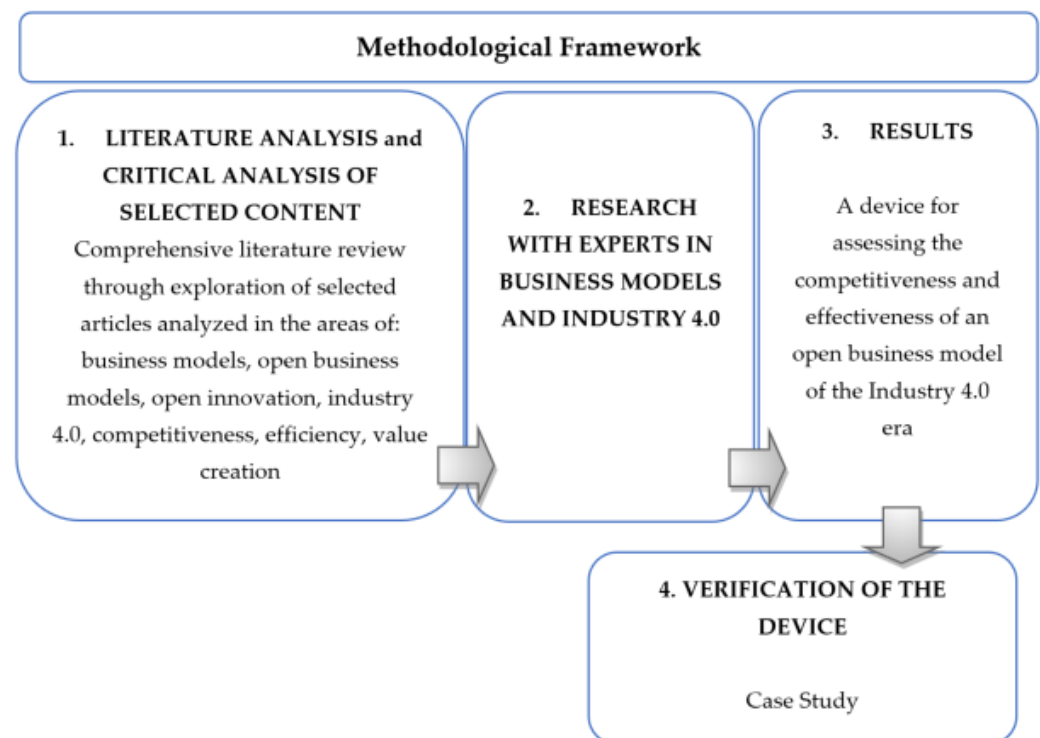 Methodological Framework
1. LITERATURE ANALYSIS and
CRITICAL ANALYSIS OF
SELECTED CONTENT
Comprehensive literature review
through exploration of selected
articles analyzed in the areas of:
business models, open business
models, open innovation, industry
4.0, competitiveness, efficiency, value
creation
2. RESEARCH
WITH EXPERTS IN
BUSINESS MODELS
AND INDUSTRY 4.0
3. RESULTS
A device for
assessing the
competitiveness and
effectiveness of an
open business model
of the Industry 4.0
era
4. VERIFICATION OF THE
DEVICE
Case Study